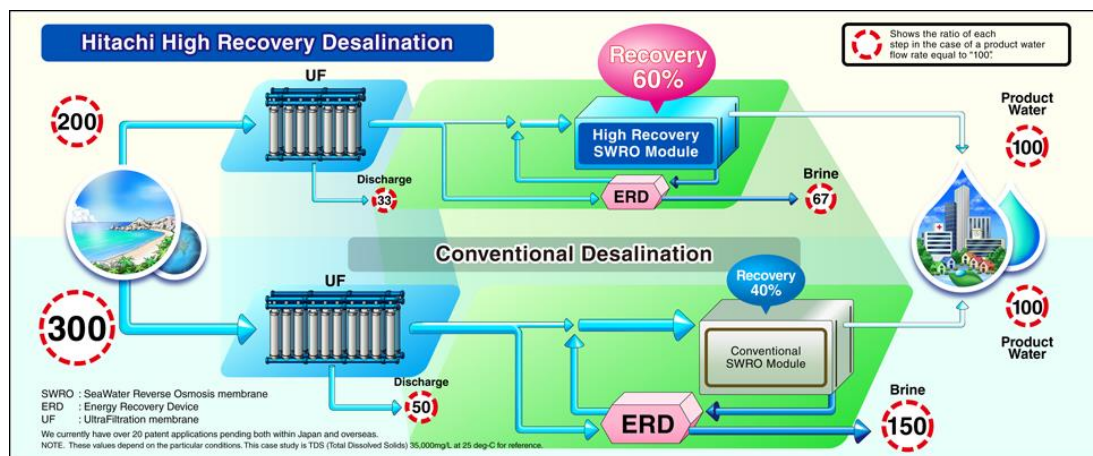 Hitachi High Recovery Desalination
Shows the ratio of each
step in the case of a product water
flow rate equal to "100".
UF
Recovery
60%
200
High Recovery
SWRO Module
Product
Water
100
Discharge
33
ERD
Brine
67
Conventional Desalination
UF
Recovery
40%
300
Conventional
SWRO Module
100
Product
Water
Discharge
50
ERD
Brine
150
SWRO : SeaWater Reverse Osmosis membrane
ERD : Energy Recovery Device
UF : UltraFiltration membrane
We currently have over 20 patent applications pending both within Japan and overseas.
NOTE. These values depend on the particular conditions. This case study is TDS (Total Dissolved Solids) 35,000mg/L at 25 deg-C for reference.